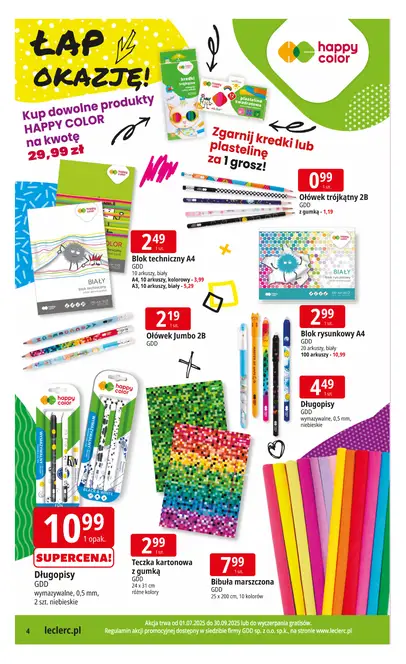 ŁAP
OKAZJĘ!
Kup dowolne produkty
HAPPY COLOR
na kwotę
29,99 zł
happy
color
Zgarnij kredki lub
plastelinę
za 1 grosz!
0 99
1 szt.
Ołówek trójkątny 2B
GDD
z gumką - 1,19
2 49
1 szt.
Blok techniczny A4
GDD
10 arkuszy, biały
A4, 10 arkuszy, kolorowy - 3,99
A3, 10 arkuszy, biały - 5,29
BIAŁY
BIAŁY
2 19
1 szt.
Ołówek Jumbo 2B
GDD
2 99
1 szt.
Blok rysunkowy A4
GDD
20 arkuszy, biały
100 arkuszy - 10,99
4 49
1 szt.
Długopisy
GDD
wymazywalne, 0,5 mm,
niebieskie
happy
color
happy
color
10 99
1 opak.
SUPERCENA!
Długopisy
GDD
wymazywalne, 0,5 mm,
2 szt. niebieskie
2 99
1 szt.
Teczka kartonowa
z gumką
GDD
24 x 31 cm
różne kolory
7 99
1 szt.
Bibuła marszczona
GDD
25 x 200 cm, 10 kolorów
4 leclerc.pl
Akcja trwa od 01.07.2025 do 30.09.2025 lub do wyczerpania gratisów.
Regulamin akcji promocyjnej dostępny w siedzibie firmy GDD sp. z o.o. sp.k., na stronie www.leclerc.pl